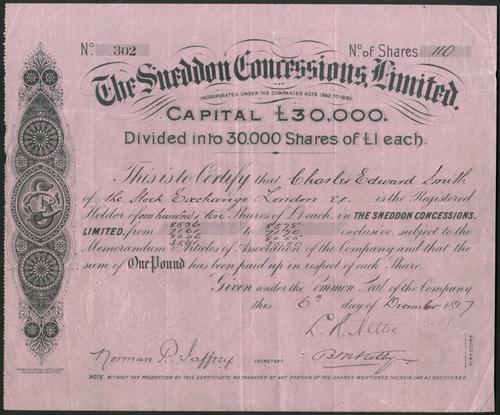 No. 302 No. of Shares 110
The Sneddon Concessions, Limited.
INCORPORATED UNDER THE COMPANIES ACTS 1862 TO 1890.
CAPITAL £30,000.
Divided into 30,000 Shares of £1 each.
This is to Certify that Charles Edward Smith
of the Stock Exchange London E.C. is the Registered
Holder of one hundred & ten Shares of £1 each in THE SNEDDON CONCESSIONS,
LIMITED, from to inclusive, subject to the
Memorandum & Articles of Association of the Company and that the
sum of One Pound has been paid up in respect of each Share.
Given under the Common Seal of the Company
this 6th day of December 1897
DIRECTORS.
Norman P. Jaffrey SECRETARY.
NOTE. WITHOUT THE PRODUCTION OF THIS CERTIFICATE, NO TRANSFER OF ANY PORTION OF THE SHARES MENTIONED THEREIN CAN BE REGISTERED.